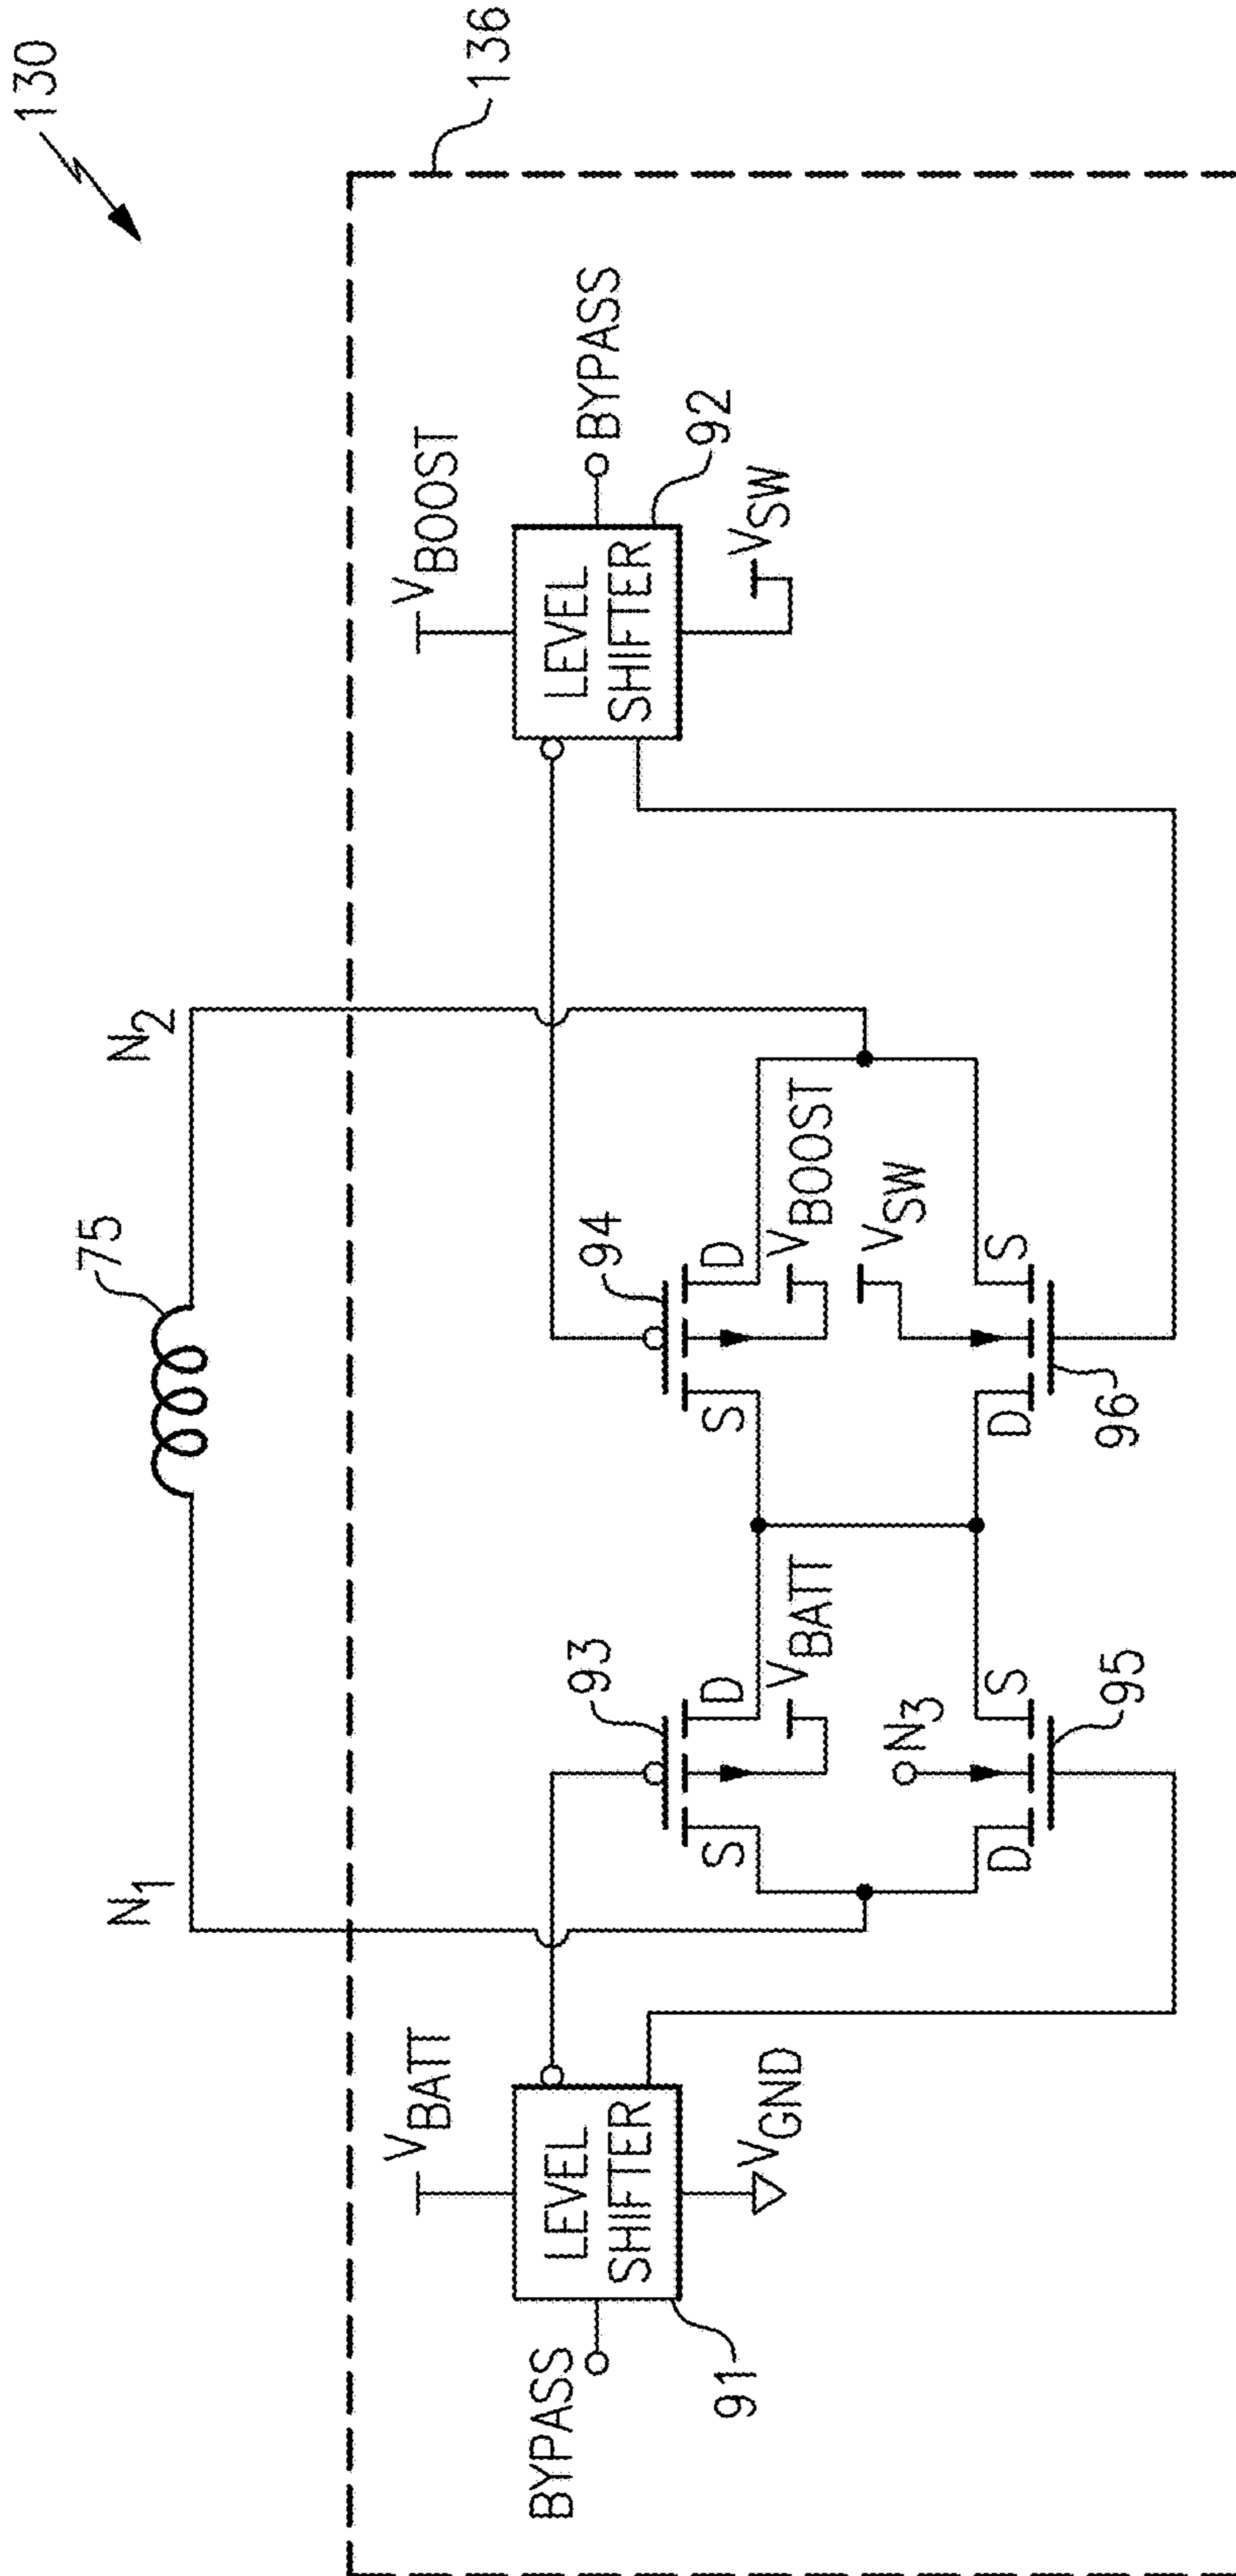 130
136
N1
75
N2
VBATT
VBOOST
BYPASS
LEVEL
SHIFTER
91
VGND
LEVEL
SHIFTER
BYPASS
92
VSW
93
S
D
VBATT
94
S
D
VBOOST
N3
D
S
95
VSW
D
S
96